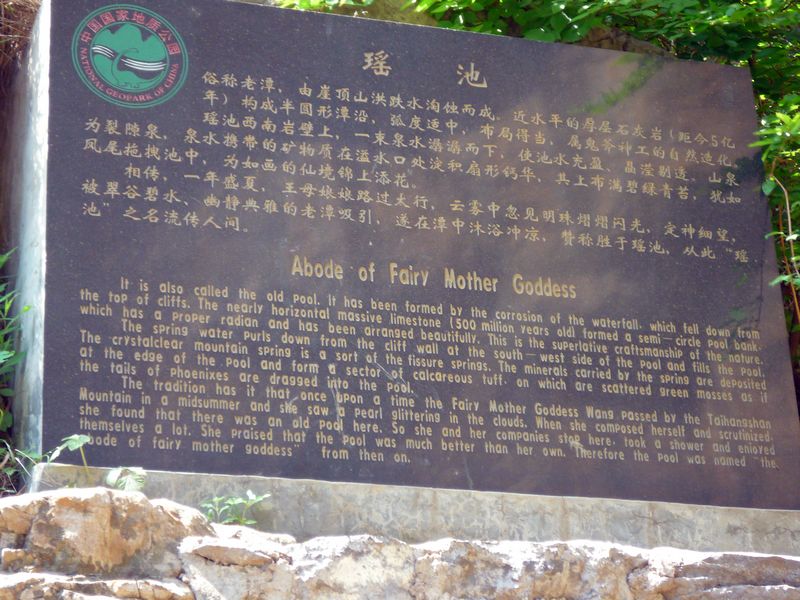 中国国家地质公园
NATIONAL GEOPARK OF CHINA
瑶 池
俗称老潭，由崖顶山洪跌水淘蚀而成。近水平的厚层石灰岩（距今5亿
年）构成半圆形潭沿，弧度适中，布局得当，属鬼斧神工的自然造化。
瑶池西南岩壁上，一束泉水潺潺而下，使池水充盈、晶滢剔透。山泉
为裂隙泉，泉水携带的矿物质在溢水口处淀积扇形钙华，其上布满碧绿青苔，犹如
凤尾拖拽池中，为如画的仙境锦上添花。
相传，一年盛夏，王母娘娘路过太行，云雾中忽见明珠熠熠闪光，定神细望，
被翠谷碧水、幽静典雅的老潭吸引，遂在潭中沐浴冲凉，赞称胜于瑶池，从此“瑶
池”之名流传人间。
Abode of Fairy Mother Goddess
It is also called the old pool. It has been formed by the corrosion of the waterfall, which fell down from
the top of cliffs. The nearly horizontal massive limestone (500 million years old) formed a semi—circle pool bank,
which has a proper radian and has been arranged beautifully. This is the superlative craftsmanship of the nature.
The spring water purls down from the cliff wall at the south—west side of the pool and fills the pool.
The crystalclear mountain spring is a sort of the fissure springs. The minerals carried by the spring are deposited
at the edge of the pool and form a sector of calcareous tuff, on which are scattered green mosses as if
the tails of phoenixes are dragged into the pool.
The tradition has it that once upon a time the Fairy Mother Goddess Wang passed by the Taihangshan
Mountain in a midsummer and she saw a pearl glittering in the clouds. When she composed herself and scrutinized,
she found that there was an old pool here. So she and her companies stop here, took a shower and enjoyed
themselves a lot. She praised that the pool was much better than her own. Therefore the pool was named "the
abode of fairy mother goddess" from then on.